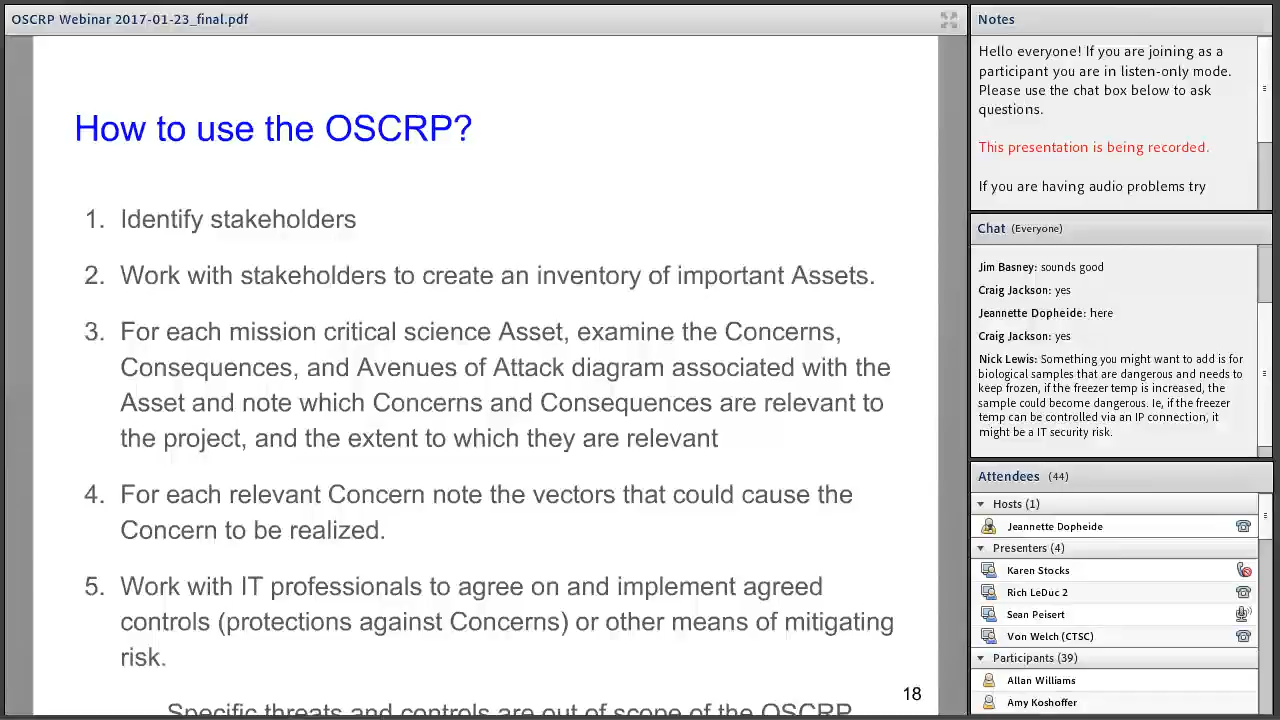 OSCRP Webinar 2017-01-23_final.pdf
How to use the OSCRP?
1. Identify stakeholders
2. Work with stakeholders to create an inventory of important Assets.
3. For each mission critical science Asset, examine the Concerns,
Consequences, and Avenues of Attack diagram associated with the
Asset and note which Concerns and Consequences are relevant to
the project, and the extent to which they are relevant
4. For each relevant Concern note the vectors that could cause the
Concern to be realized.
5. Work with IT professionals to agree on and implement agreed
controls (protections against Concerns) or other means of mitigating
risk.
Specific threats and controls are out of scope of the OSCRP
18
Notes
Hello everyone! If you are joining as a
participant you are in listen-only mode.
Please use the chat box below to ask
questions.
This presentation is being recorded.
If you are having audio problems try
Chat (Everyone)
Jim Basney: sounds good
Craig Jackson: yes
Jeannette Dopheide: here
Craig Jackson: yes
Nick Lewis: Something you might want to add is for
biological samples that are dangerous and needs to
keep frozen, if the freezer temp is increased, the
sample could become dangerous. Ie, if the freezer
temp can be controlled via an IP connection, it
might be a IT security risk.
Attendees (44)
Hosts (1)
Jeannette Dopheide
Presenters (4)
Karen Stocks
Rich LeDuc 2
Sean Peisert
Von Welch (CTSC)
Participants (39)
Allan Williams
Amy Koshoffer